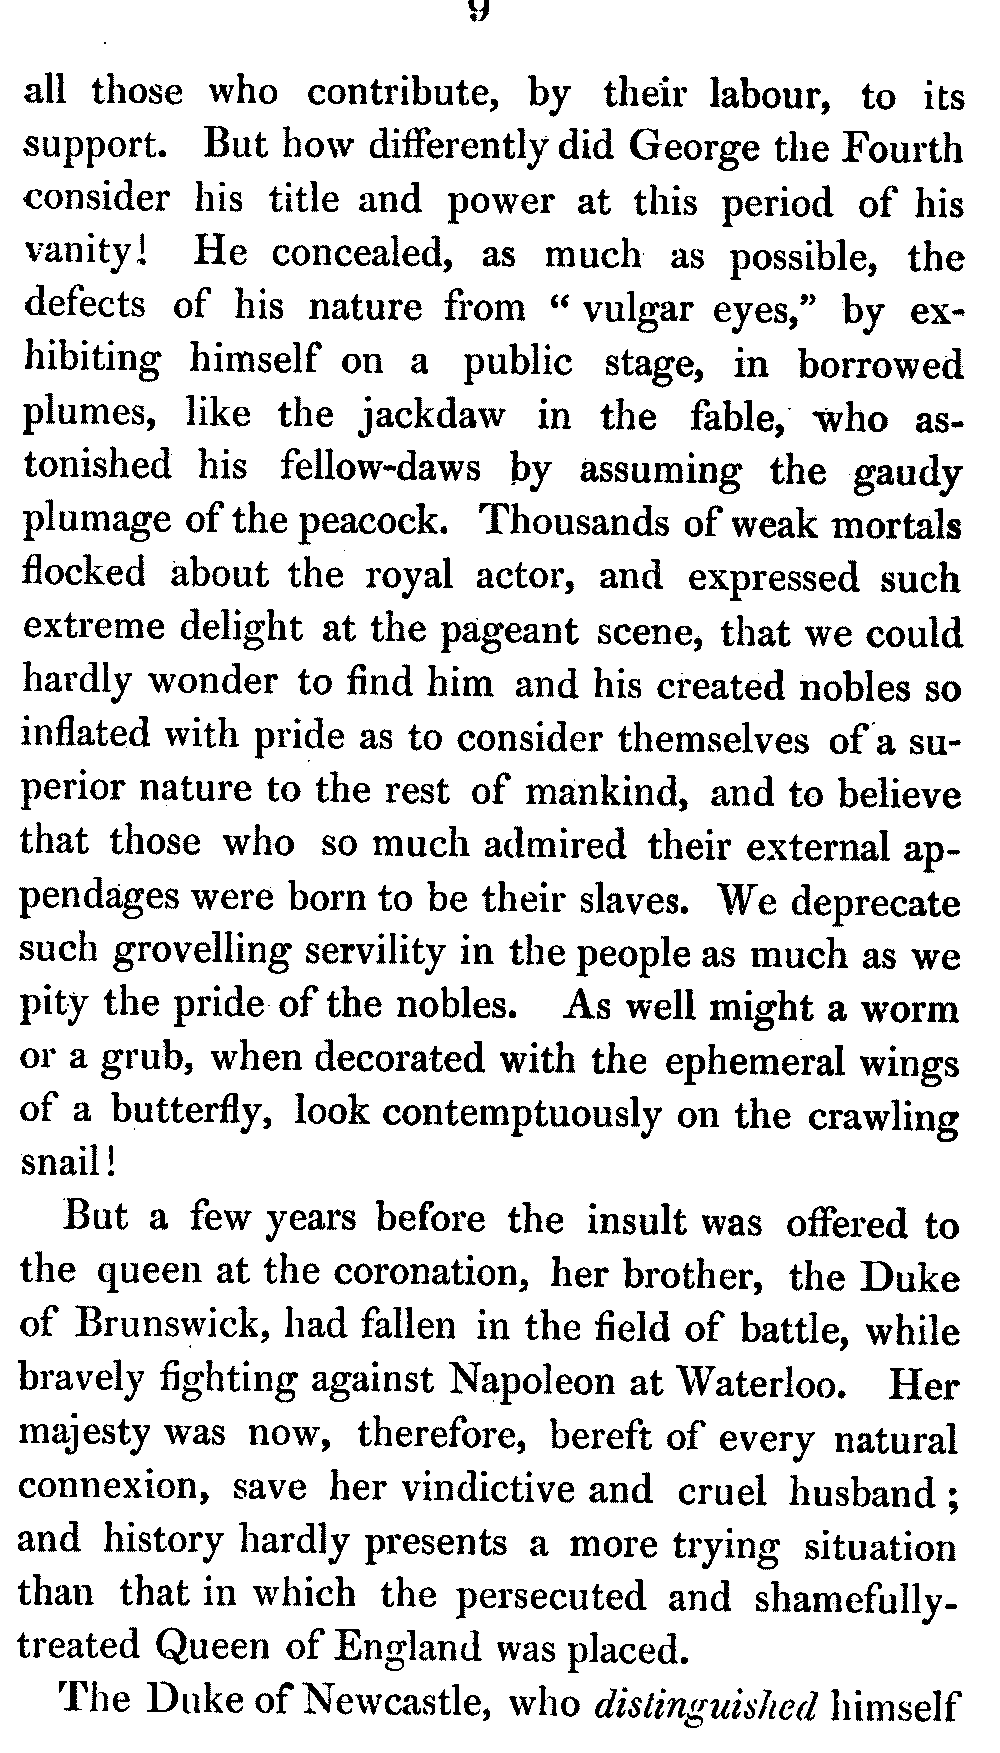 9
all those who contribute, by their labour, to its
support. But how differently did George the Fourth
consider his title and power at this period of his
vanity! He concealed, as much as possible, the
defects of his nature from “ vulgar eyes,” by ex-
hibiting himself on a public stage, in borrowed
plumes, like the jackdaw in the fable, who as-
tonished his fellow-daws by assuming the gaudy
plumage of the peacock. Thousands of weak mortals
flocked about the royal actor, and expressed such
extreme delight at the pageant scene, that we could
hardly wonder to find him and his created nobles so
inflated with pride as to consider themselves of a su-
perior nature to the rest of mankind, and to believe
that those who so much admired their external ap-
pendages were born to be their slaves. We deprecate
such grovelling servility in the people as much as we
pity the pride of the nobles. As well might a worm
or a grub, when decorated with the ephemeral wings
of a butterfly, look contemptuously on the crawling
snail!
But a few years before the insult was offered to
the queen at the coronation, her brother, the Duke
of Brunswick, had fallen in the field of battle, while
bravely fighting against Napoleon at Waterloo. Her
majesty was now, therefore, bereft of every natural
connexion, save her vindictive and cruel husband ;
and history hardly presents a more trying situation
than that in which the persecuted and shamefully-
treated Queen of England was placed.
The Duke of Newcastle, who distinguished himself